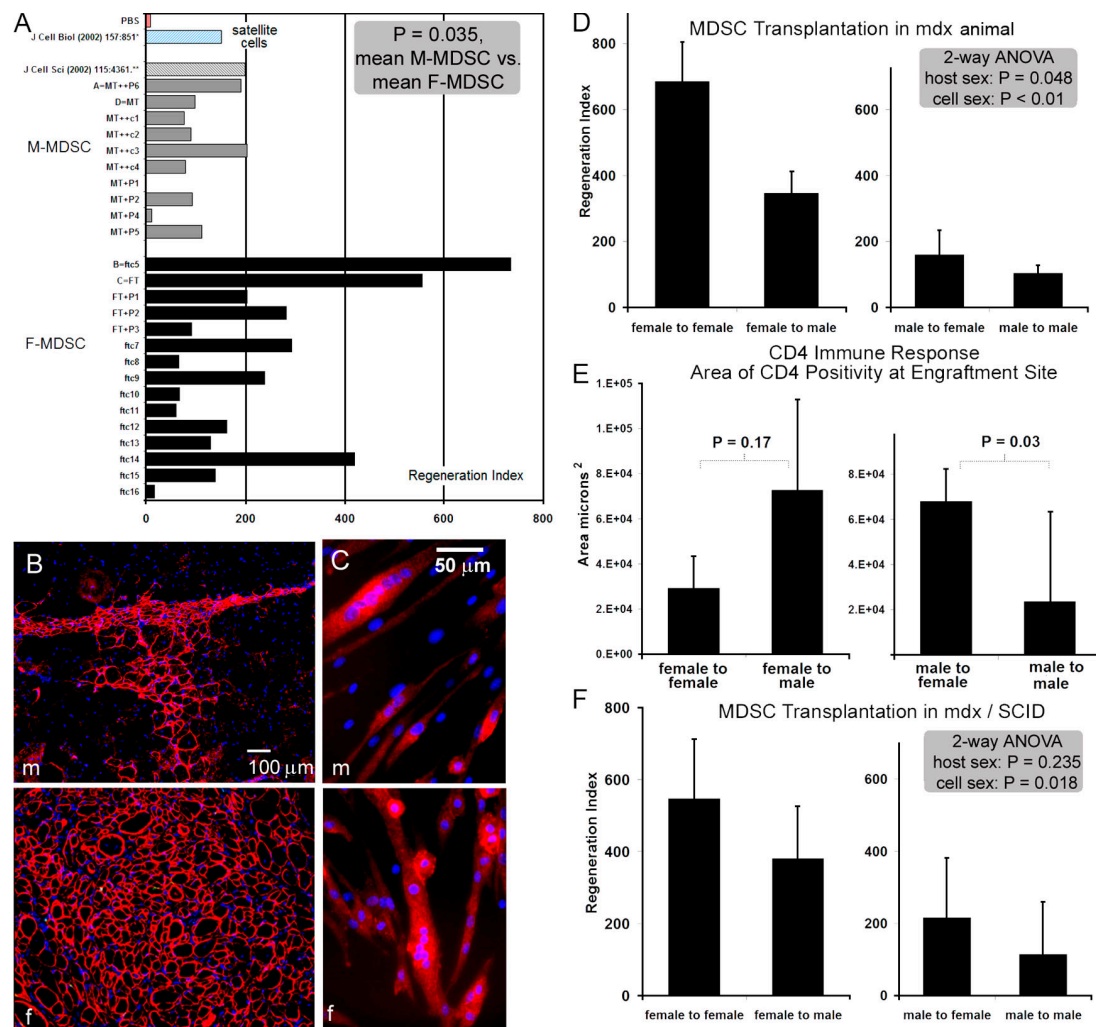 A
PBS
J Cell Biol (2002) 157:851*
satellite
cells
J Cell Sci (2002) 115:4361.**
A=MT++P6
D=MT
MT++c1
MT++c2
MT++c3
MT++c4
MT+P1
MT+P2
MT+P4
MT+P5
M-MDSC
P = 0.035,
mean M-MDSC vs.
mean F-MDSC
B=ftc5
C=FT
FT+P1
FT+P2
FT+P3
ftc7
ftc8
ftc9
ftc10
ftc11
ftc12
ftc13
ftc14
ftc15
ftc16
F-MDSC
Regeneration Index
0 200 400 600 800
B
100 μm
m
f
C
50 μm
m
f
D
MDSC Transplantation in mdx animal
2-way ANOVA
host sex: P = 0.048
cell sex: P < 0.01
Regeneration Index
800
600
400
200
0
600
400
200
0
female to female female to male
male to female male to male
E
CD4 Immune Response
Area of CD4 Positivity at Engraftment Site
Area microns 2
1.E+05
1.E+05
8.E+04
6.E+04
4.E+04
2.E+04
0.E+00
P = 0.17
8.E+04
6.E+04
4.E+04
2.E+04
P = 0.03
female to
female
female to
male
male to
female
male to
male
F
MDSC Transplantation in mdx / SCID
2-way ANOVA
host sex: P = 0.235
cell sex: P = 0.018
Regeneration Index
800
600
400
200
0
600
400
200
0
female to female female to male
male to female male to male